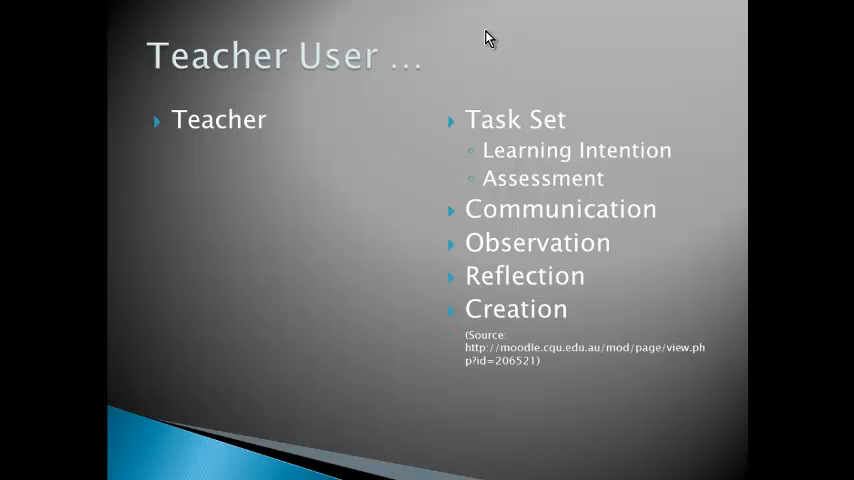 Teacher User ...
Teacher
Task Set
Learning Intention
Assessment
Communication
Observation
Reflection
Creation
(Source:
http://moodle.cqu.edu.au/mod/page/view.ph
p?id=206521)